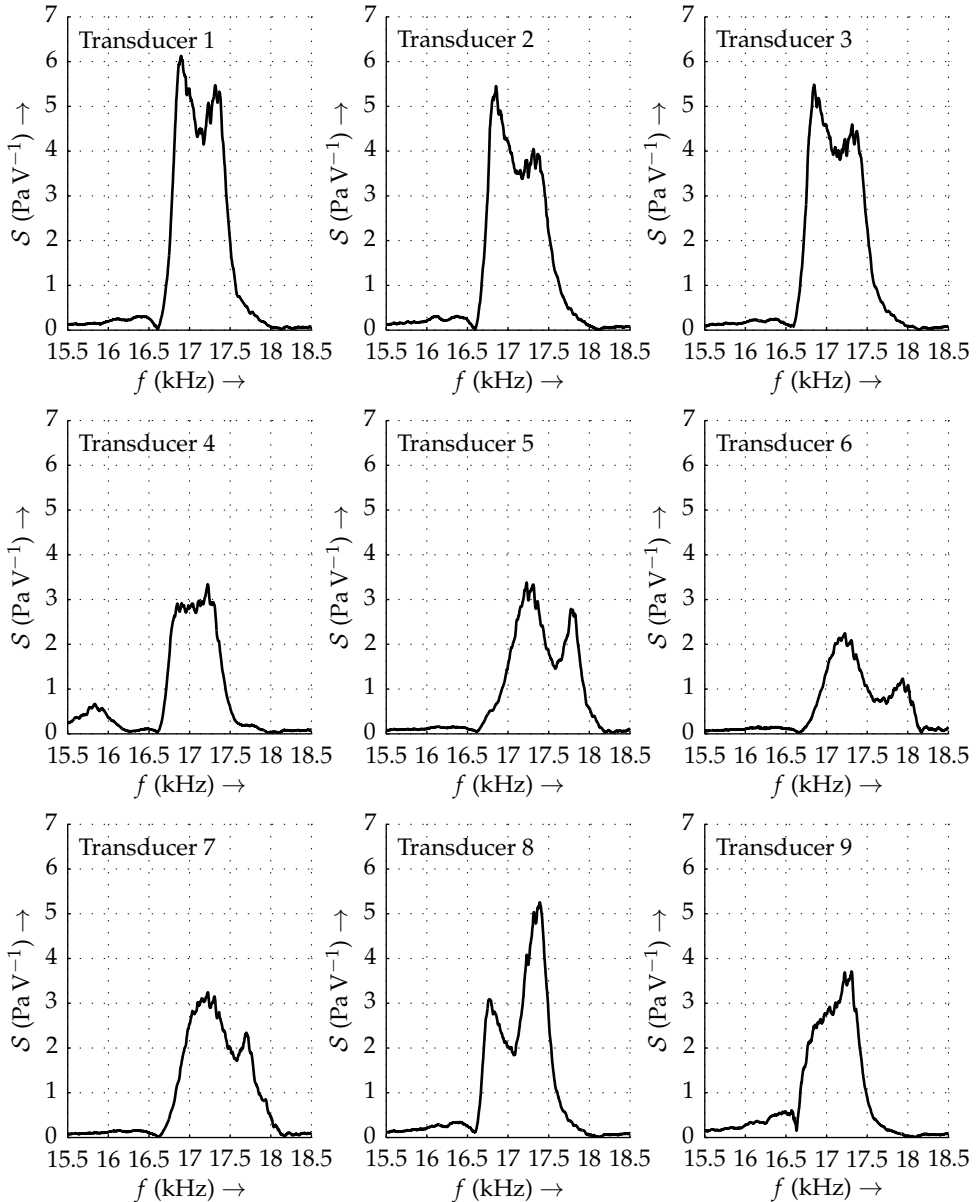 7 7 7
Transducer 1 Transducer 2 Transducer 3
6 6 6
5 5 5
4 4 4
3 3 3
2 2 2
1 1 1
0 0 0
S (Pa V−1) → S (Pa V−1) → S (Pa V−1) →
15.5 16 16.5 17 17.5 18 18.5 15.5 16 16.5 17 17.5 18 18.5 15.5 16 16.5 17 17.5 18 18.5
f (kHz) → f (kHz) → f (kHz) →
7 7 7
Transducer 4 Transducer 5 Transducer 6
6 6 6
5 5 5
4 4 4
3 3 3
2 2 2
1 1 1
0 0 0
S (Pa V−1) → S (Pa V−1) → S (Pa V−1) →
15.5 16 16.5 17 17.5 18 18.5 15.5 16 16.5 17 17.5 18 18.5 15.5 16 16.5 17 17.5 18 18.5
f (kHz) → f (kHz) → f (kHz) →
7 7 7
Transducer 7 Transducer 8 Transducer 9
6 6 6
5 5 5
4 4 4
3 3 3
2 2 2
1 1 1
0 0 0
S (Pa V−1) → S (Pa V−1) → S (Pa V−1) →
15.5 16 16.5 17 17.5 18 18.5 15.5 16 16.5 17 17.5 18 18.5 15.5 16 16.5 17 17.5 18 18.5
f (kHz) → f (kHz) → f (kHz) →